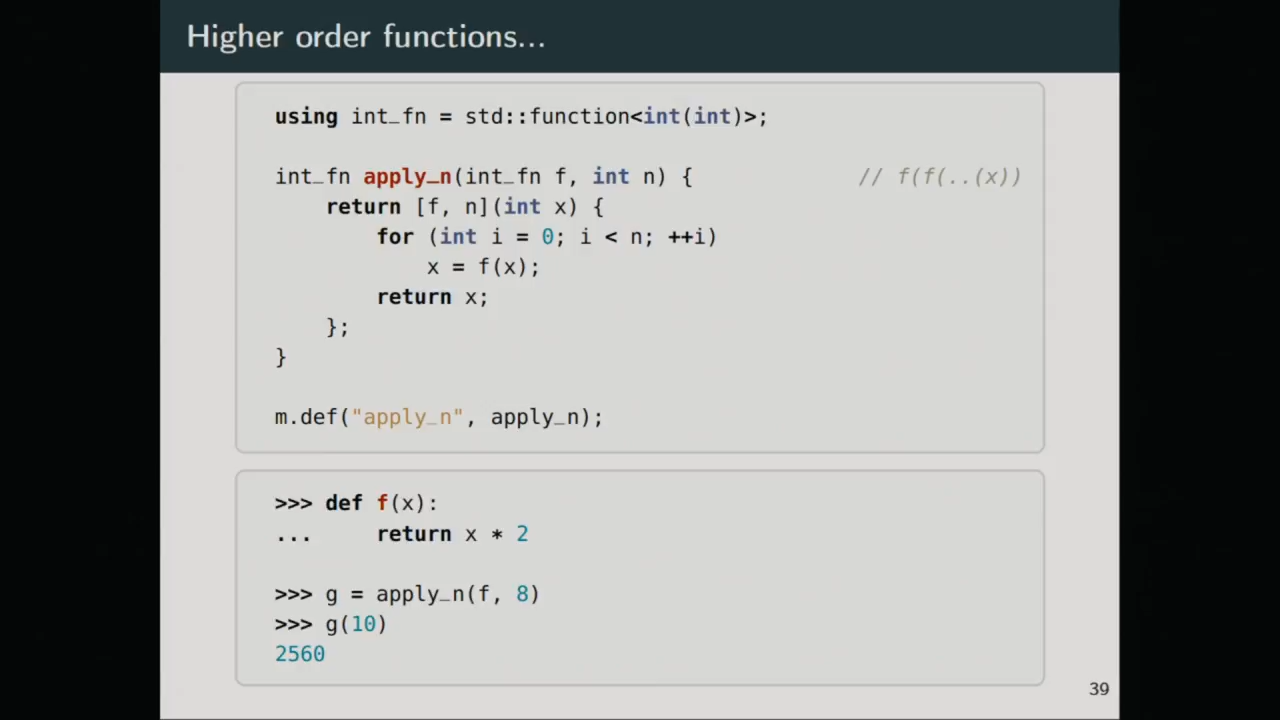 Higher order functions...
using int_fn = std::function<int(int)>;
int_fn apply_n(int_fn f, int n) { // f(f(..(x))
return [f, n](int x) {
for (int i = 0; i < n; ++i)
x = f(x);
return x;
};
}
m.def("apply_n", apply_n);
>>> def f(x):
... return x * 2
>>> g = apply_n(f, 8)
>>> g(10)
2560
39